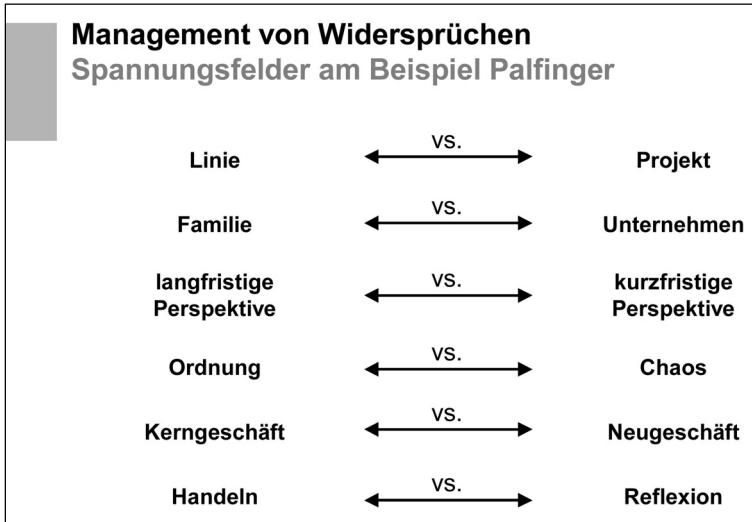 Management von Widersprüchen
Spannungsfelder am Beispiel Palfinger
Linie vs. Projekt
Familie vs. Unternehmen
langfristige vs. kurzfristige
Perspektive Perspektive
Ordnung vs. Chaos
Kerngeschäft vs. Neugeschäft
Handeln vs. Reflexion